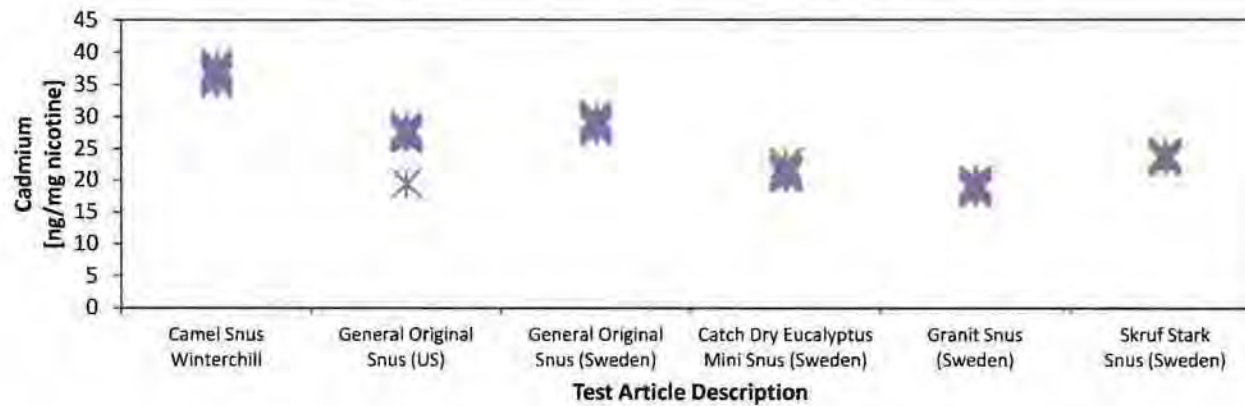 45
40
35
30
25
20
15
10
5
0
Cadmium
[ng/mg nicotine]
Camel Snus
Winterchill
General Original
Snus (US)
General Original
Snus (Sweden)
Catch Dry Eucalyptus
Mini Snus (Sweden)
Granit Snus
(Sweden)
Skruf Stark
Snus (Sweden)
Test Article Description